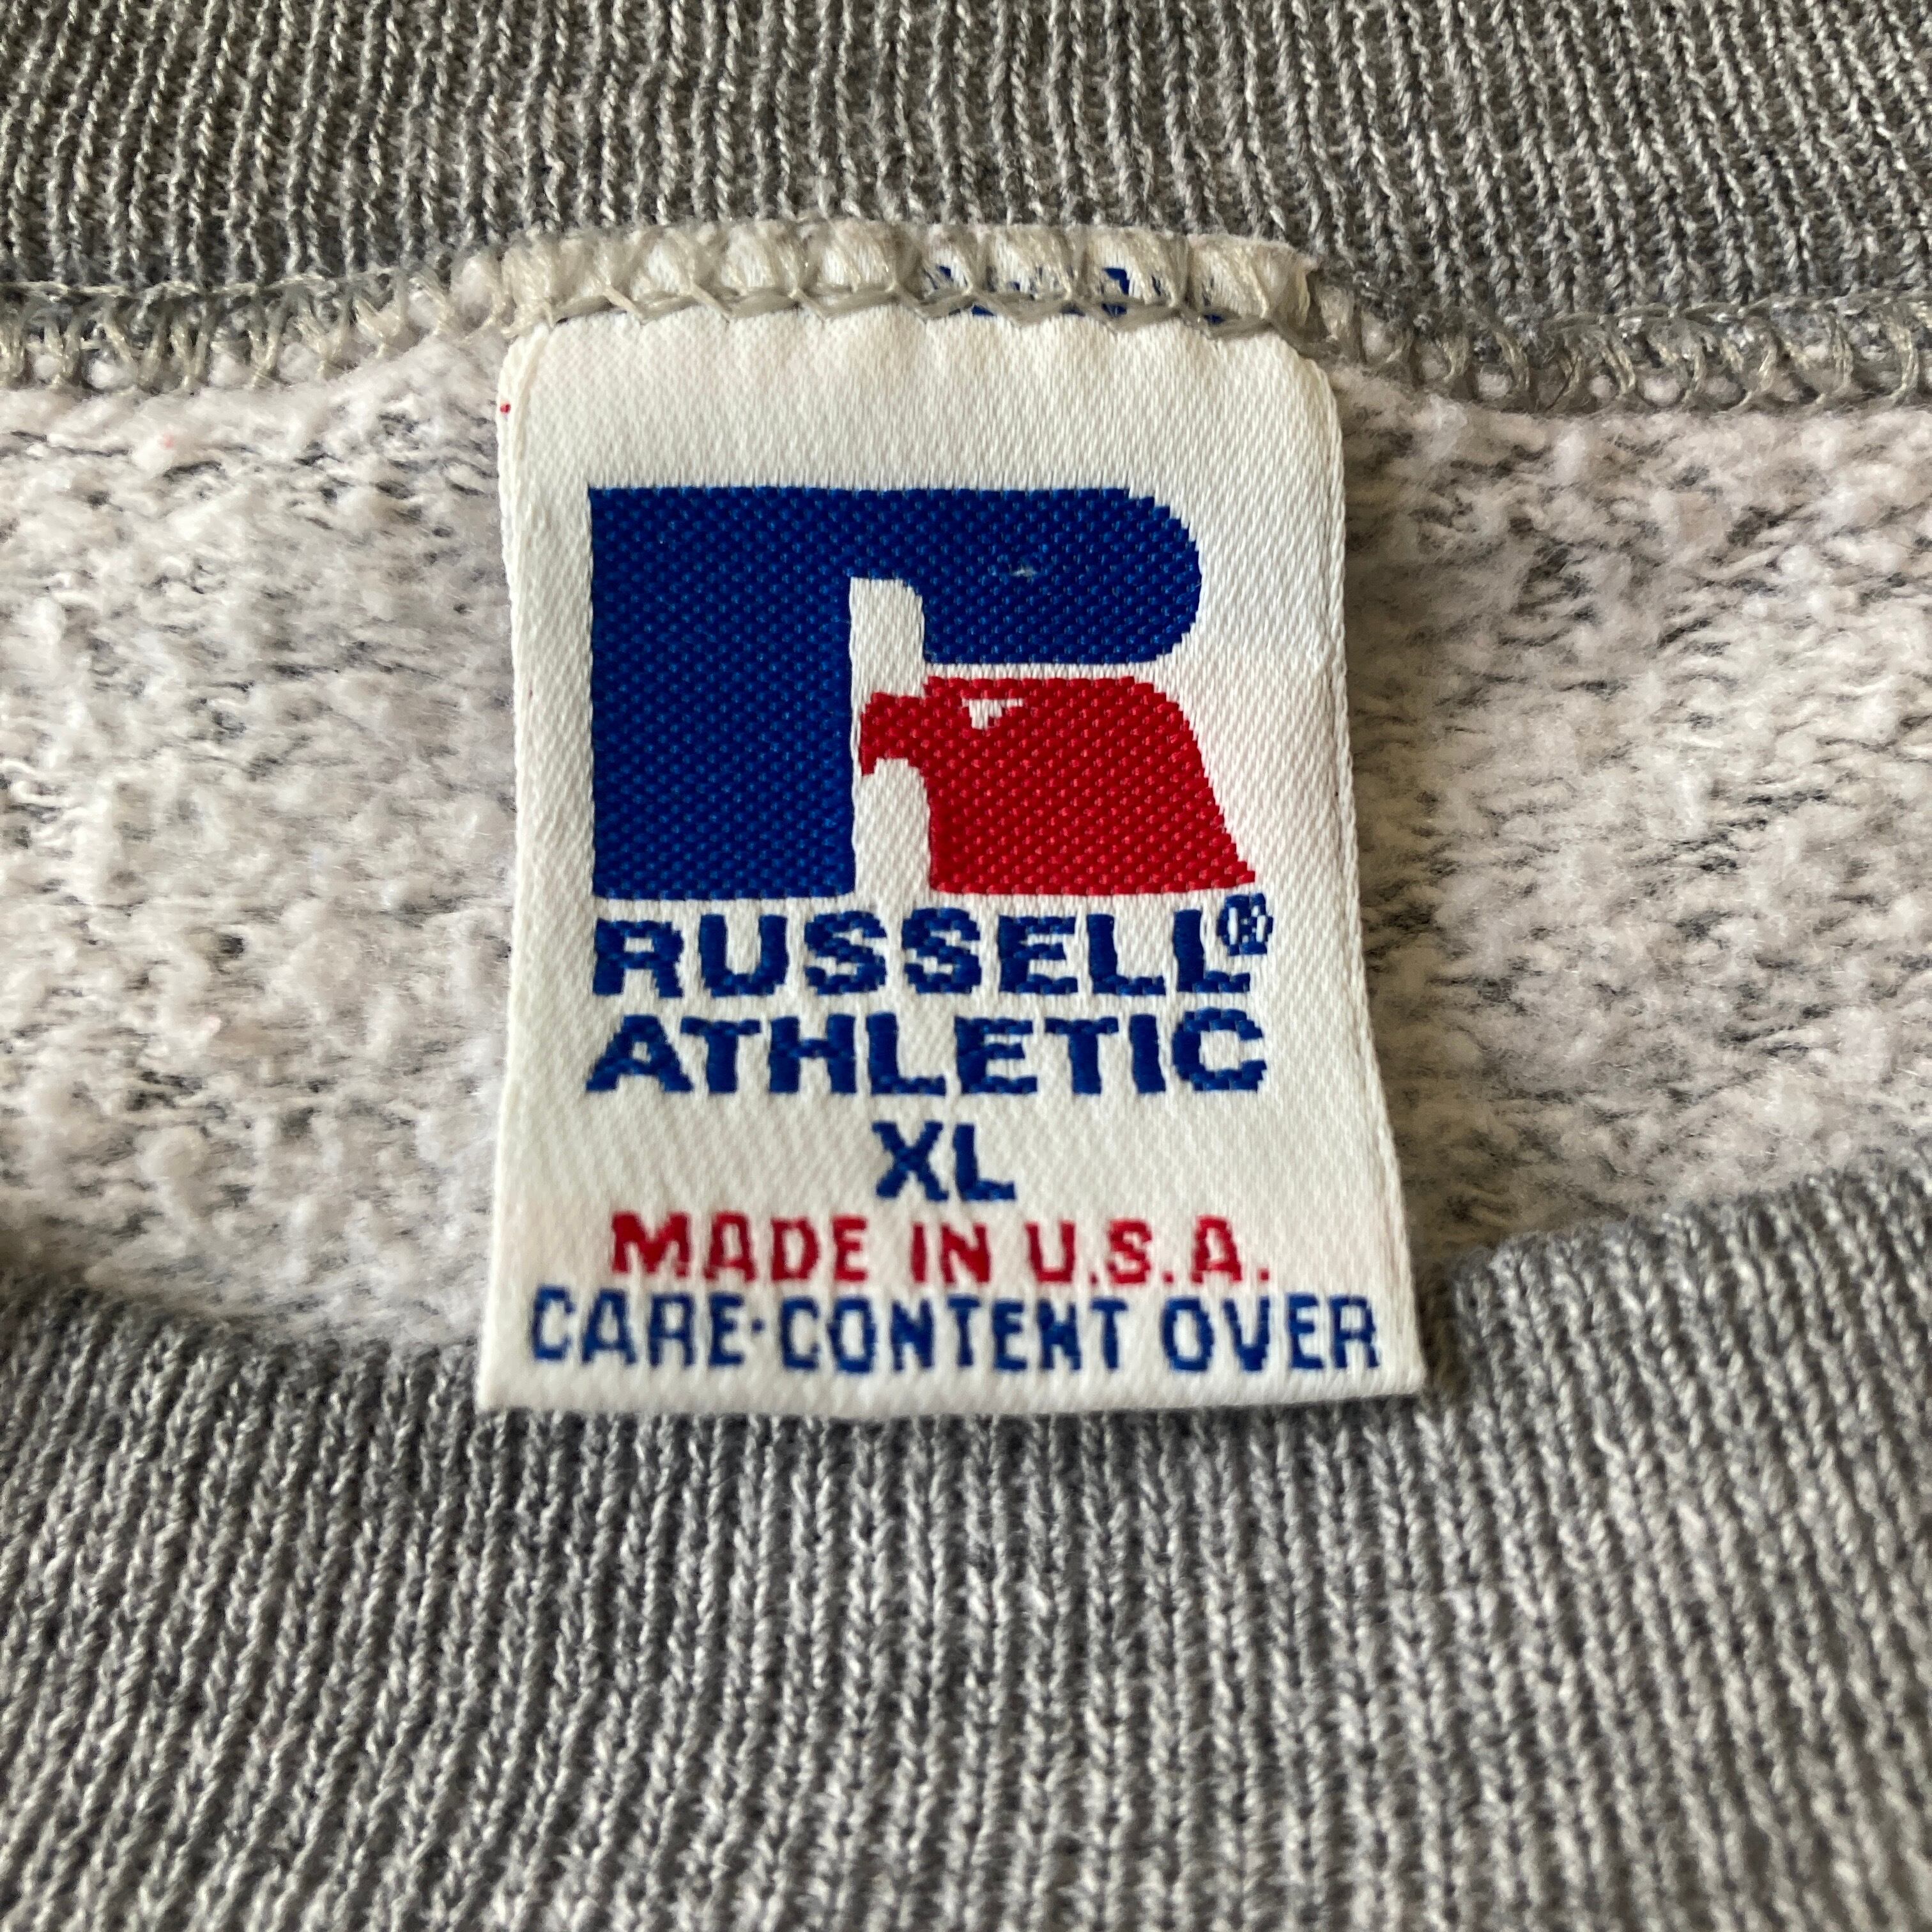 RUSSELL®
ATHLETIC
XL
MADE IN U.S.A.
CARE·CONTENT OVER